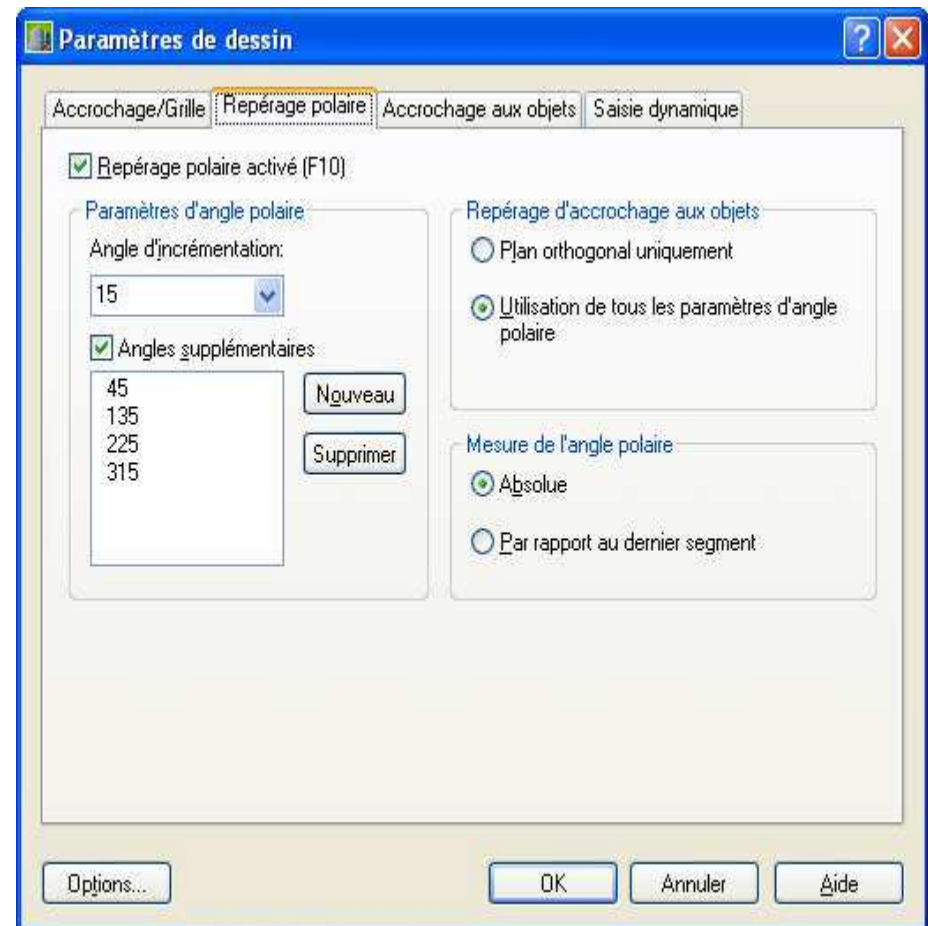 Paramètres de dessin
Accrochage/Grille Repérage polaire Accrochage aux objets Saisie dynamique
Repérage polaire activé (F10)
Paramètres d'angle polaire
Angle d'incrémentation:
15
Angles supplémentaires
45
135
225
315
Nouveau
Supprimer
Repérage d'accrochage aux objets
Plan orthogonal uniquement
Utilisation de tous les paramètres d'angle
polaire
Mesure de l'angle polaire
Absolue
Par rapport au dernier segment
Options... OK Annuler Aide